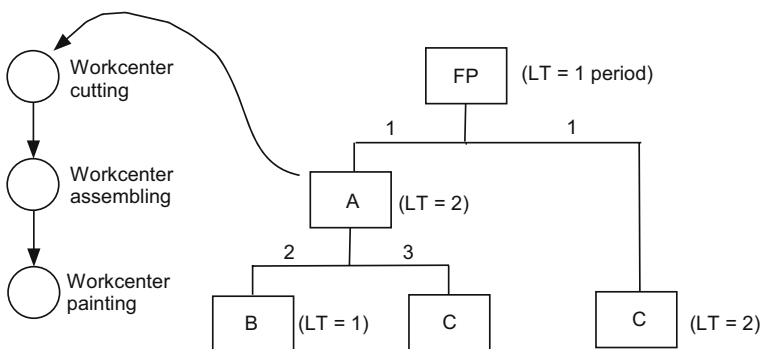 Workcenter
cutting
FP
(LT = 1 period)
1
1
Workcenter
assembling
A
(LT = 2)
2
3
Workcenter
painting
B
(LT = 1)
C
C
(LT = 2)